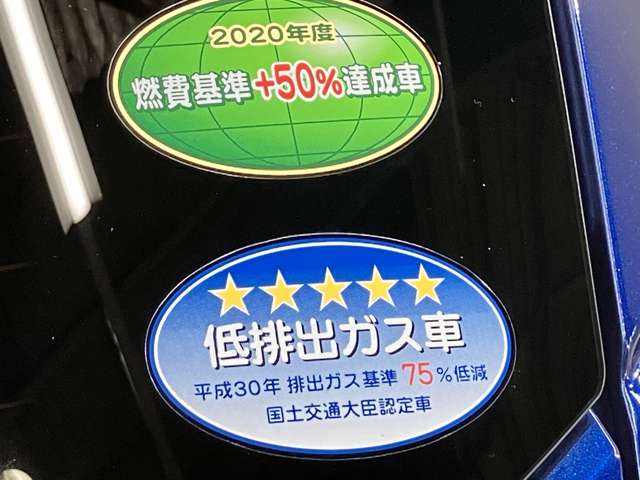 2020年度
燃費基準+50%達成車
低排出ガス車
平成30年 排出ガス基準 75%低減
国土交通大臣認定車